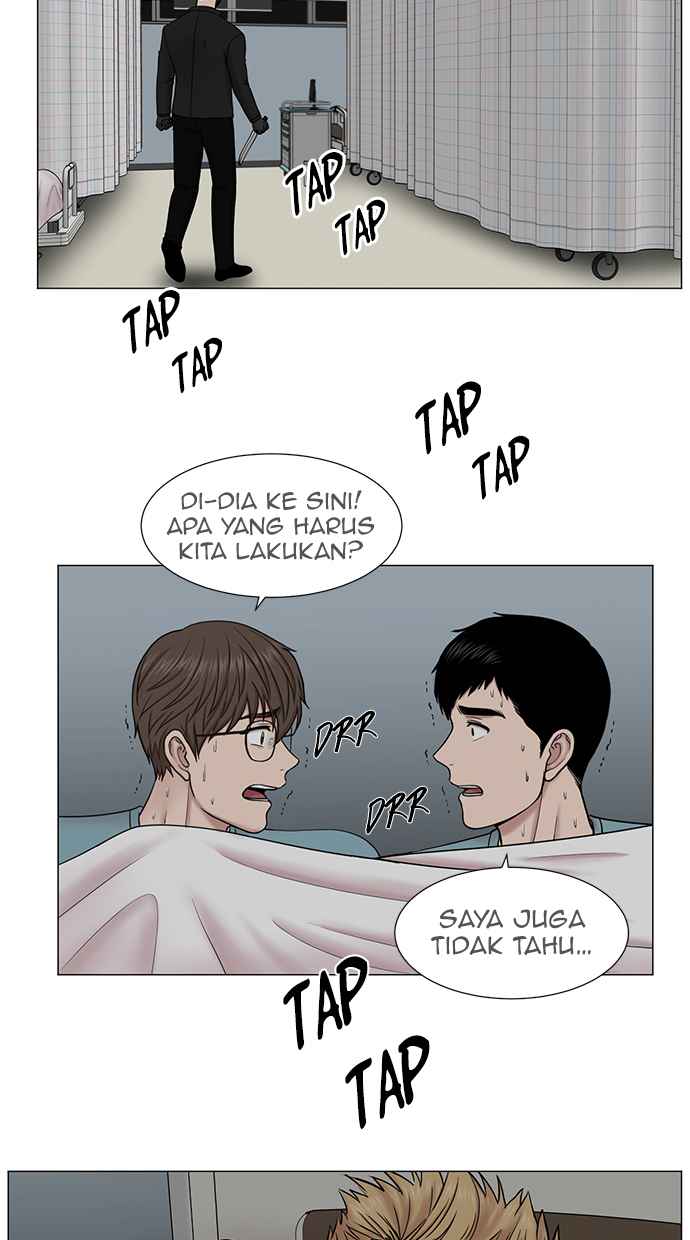 TAP
TAP
TAP
TAP
TAP
TAP
DI-DIA KE SINI!
APA YANG HARUS
KITA LAKUKAN?
DRR
DRR
SAYA JUGA
TIDAK TAHU...
TAP
TAP